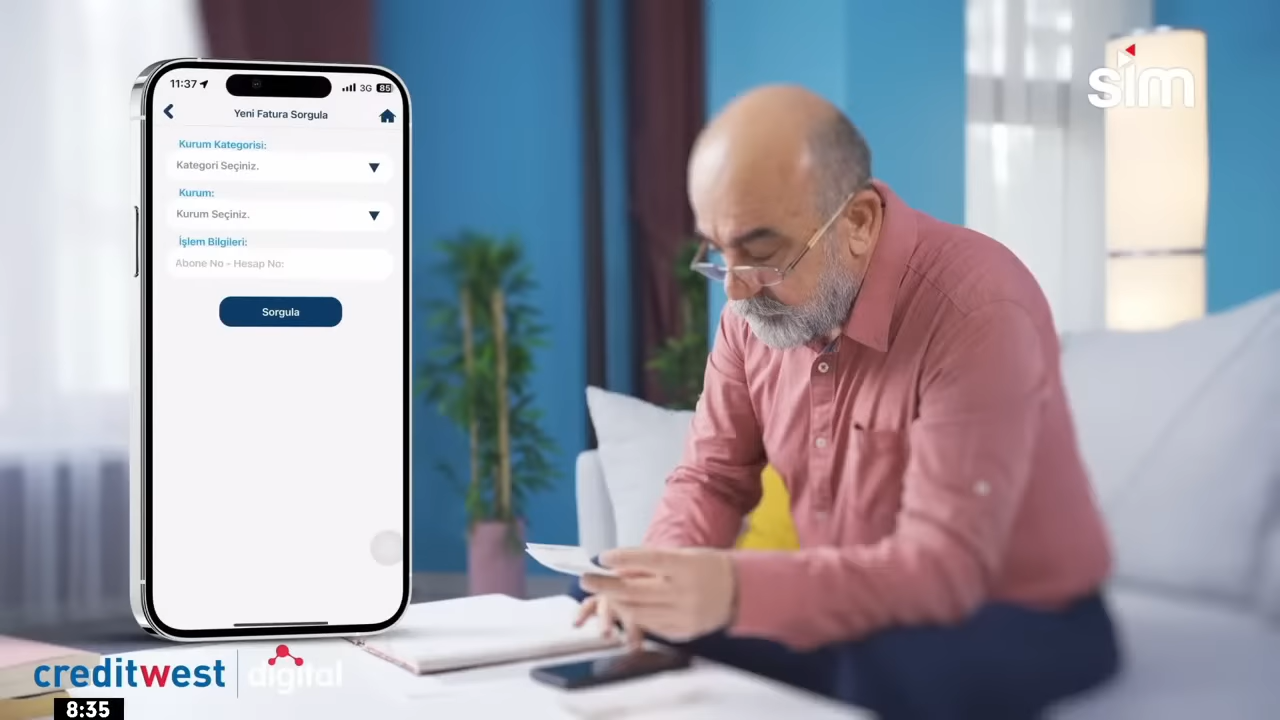 11:37
3G
85
Yeni Fatura Sorgula
Kurum Kategorisi:
Kategori Seçiniz.
Kurum:
Kurum Seçiniz.
İşlem Bilgileri:
Abone No - Hesap No:
Sorgula
sim
creditwest
digital
8:35